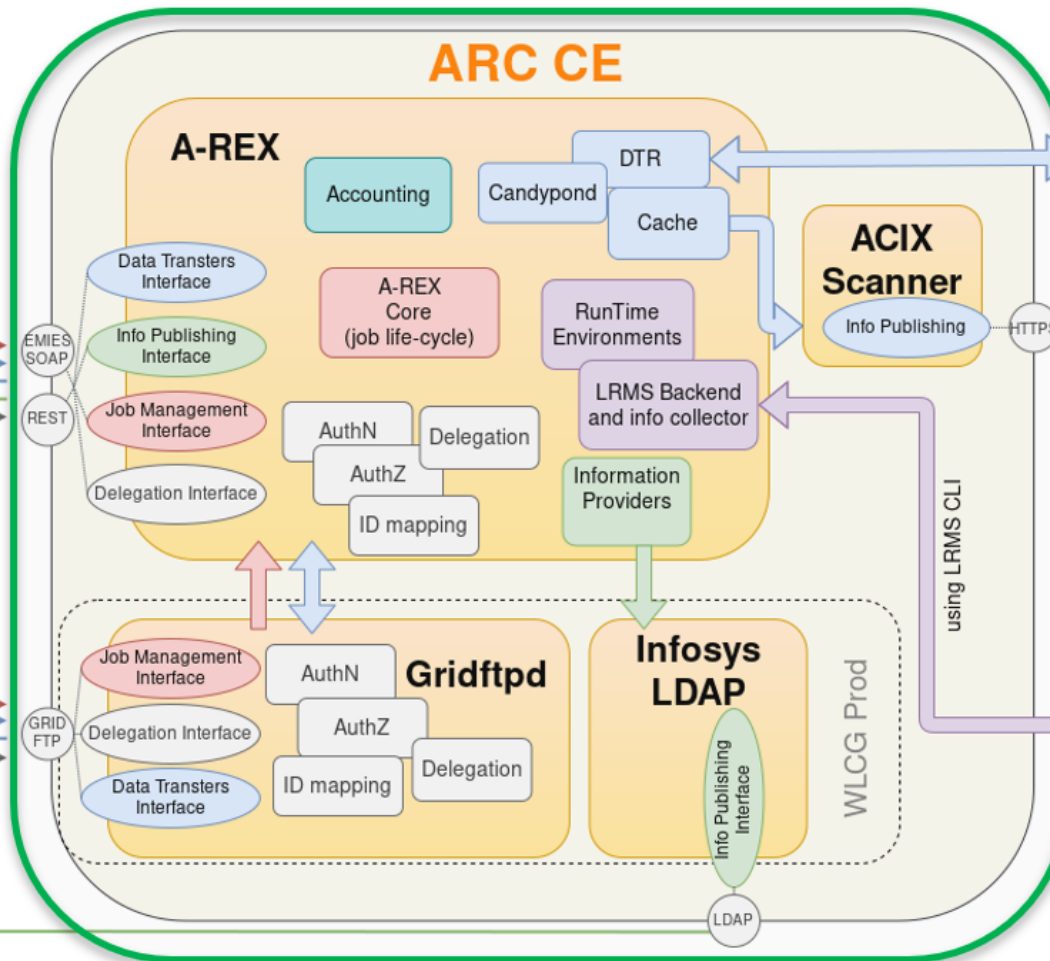 ARC CE
A-REX
DTR
Accounting
Candypond
Cache
ACIX
Scanner
Data Transters
Interface
A-REX
Core
(job life-cycle)
RunTime
Environments
Info Publishing
HTTPS
EMIES
SOAP
Info Publishing
Interface
REST
Job Management
Interface
LRMS Backend
and info collector
AuthN
Delegation
AuthZ
Delegation Interface
ID mapping
Information
Providers
using LRMS CLI
Job Management
Interface
AuthN
Gridftpd
Infosys
LDAP
GRID
FTP
Delegation Interface
AuthZ
Delegation
ID mapping
Data Transters
Interface
Info Publishing
Interface
WLCG Prod
LDAP